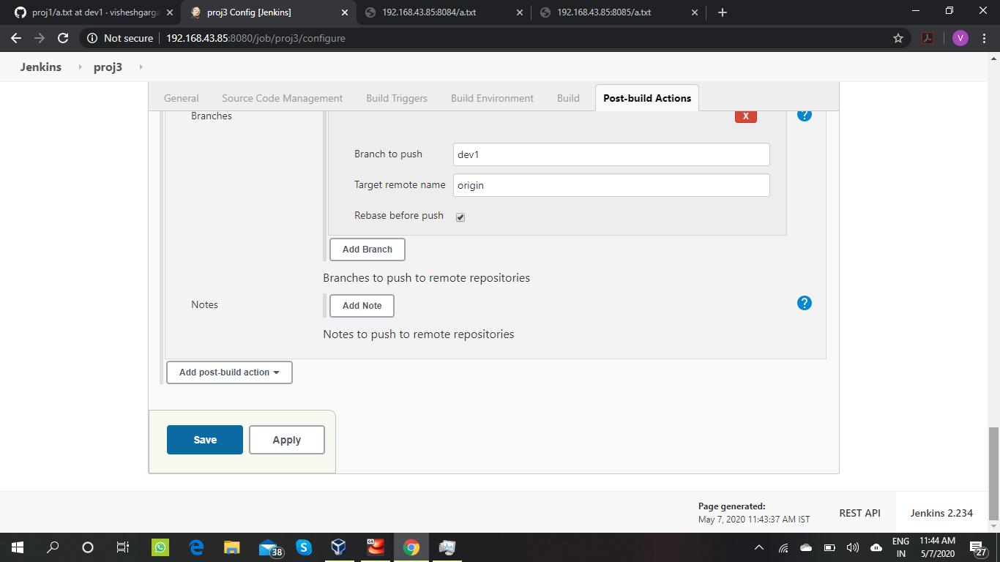 proj1/a.txt at dev1 · visheshgarga
proj3 Config [Jenkins]
192.168.43.85:8084/a.txt
192.168.43.85:8085/a.txt
Not secure
192.168.43.85:8080/job/proj3/configure
V
Jenkins
proj3
General
Source Code Management
Build Triggers
Build Environment
Build
Post-build Actions
Branches
X
?
Branch to push
dev1
Target remote name
origin
Rebase before push
Add Branch
Branches to push to remote repositories
Notes
Add Note
?
Notes to push to remote repositories
Add post-build action
Save
Apply
Page generated:
May 7, 2020 11:43:37 AM IST
REST API
Jenkins 2.234
38
ENG
IN
11:44 AM
5/7/2020
27